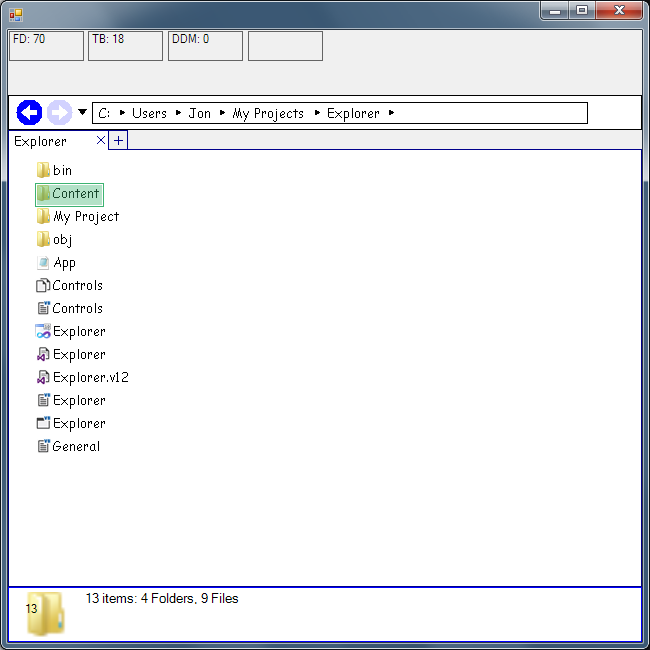 FD: 70 TB: 18 DDM: 0
C: Users Jon My Projects Explorer
Explorer
bin
Content
My Project
obj
App
Controls
Controls
Explorer
Explorer
Explorer.v12
Explorer
Explorer
General
13
13 items: 4 Folders, 9 Files